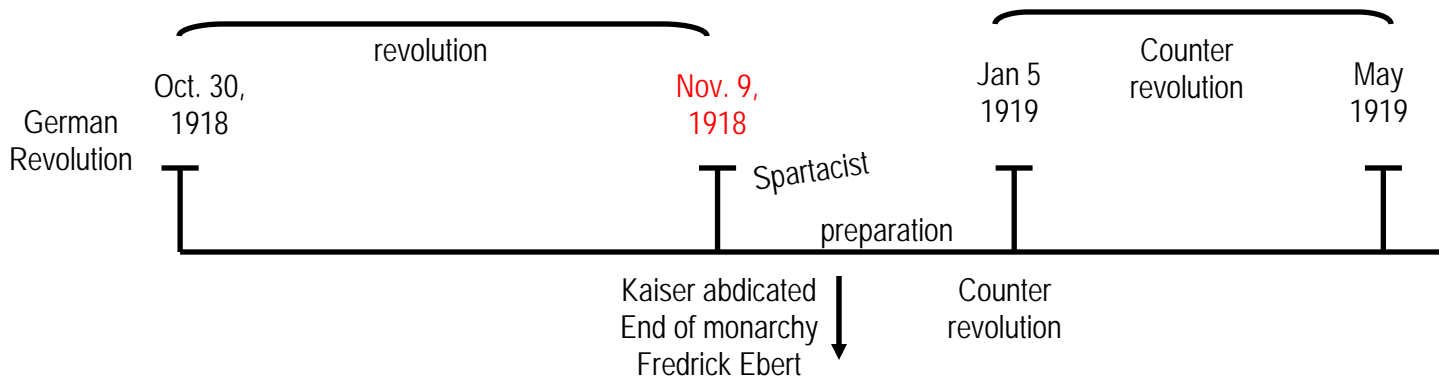 revolution
Counter
revolution
German
Revolution
Oct. 30,
1918
Nov. 9,
1918
Jan 5
1919
May
1919
Spartacist
preparation
Kaiser abdicated
End of monarchy
Fredrick Ebert
Counter
revolution